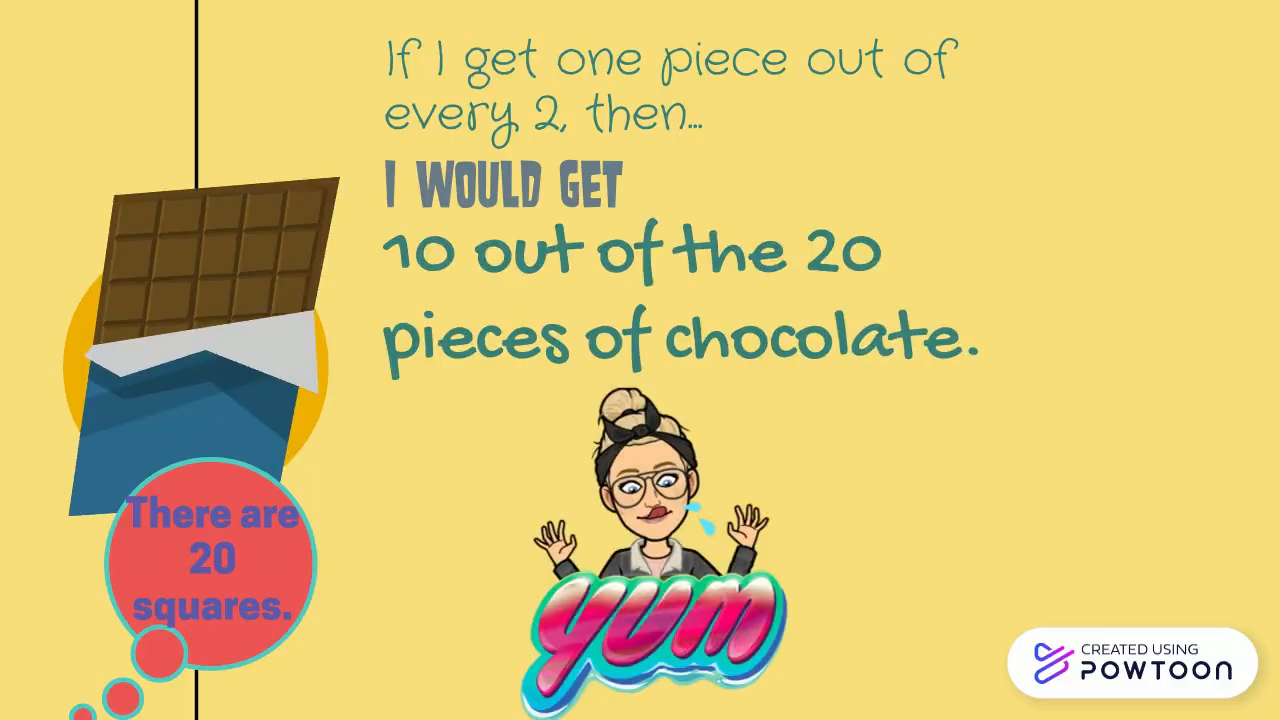 If I get one piece out of
every 2, then...
I WOULD GET
10 out of the 20
pieces of chocolate.
There are
20
squares.
yum
CREATED USING
POWTOON